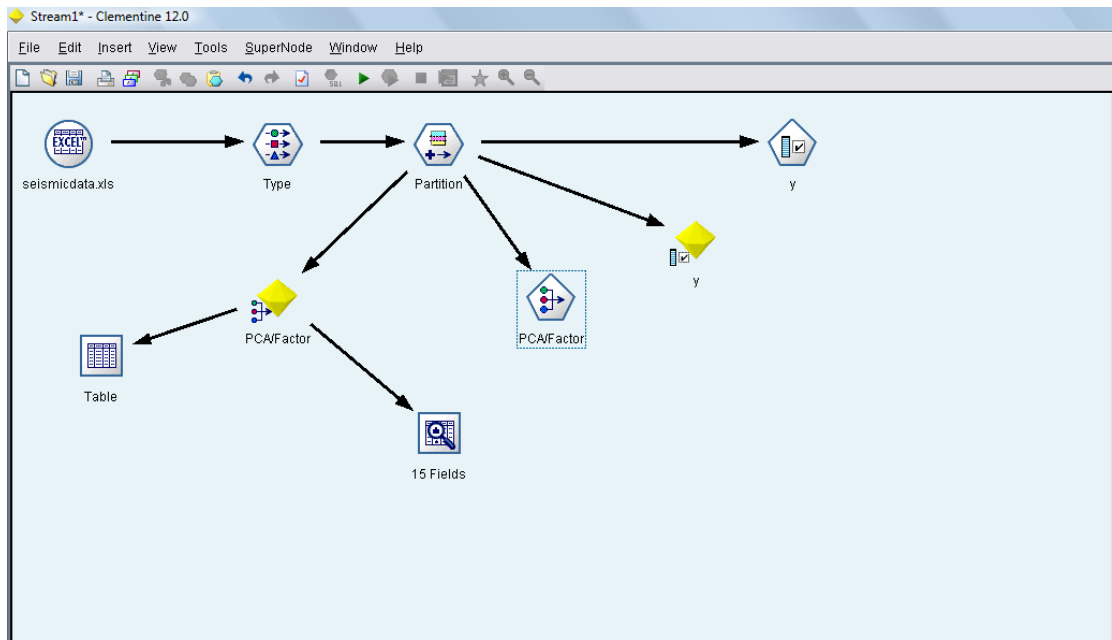 Stream1* - Clementine 12.0
File Edit Insert View Tools SuperNode Window Help
SQL
EXCEL
seismicdata.xls
Type
Partition
y
y
PCA/Factor
PCA/Factor
Table
15 Fields